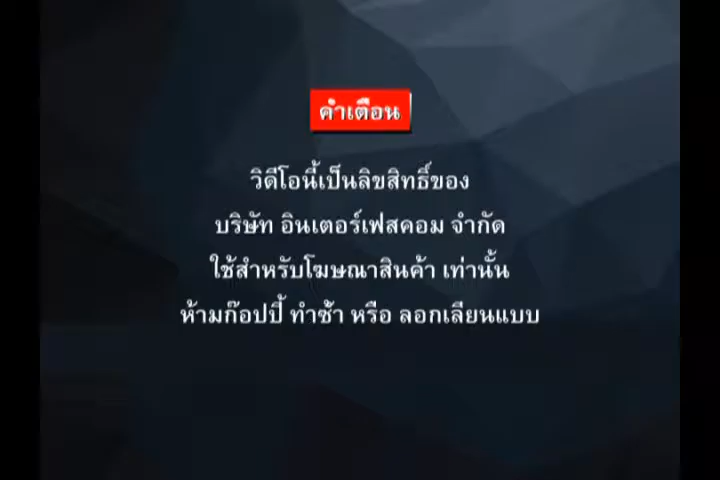 คำเตือน
วิดีโอนี้เป็นลิขสิทธิ์ของ
บริษัท อินเตอร์เฟสคอม จำกัด
ใช้สำหรับโฆษณาสินค้า เท่านั้น
ห้ามก๊อปปี้ ทำซ้ำ หรือ ลอกเลียนแบบ